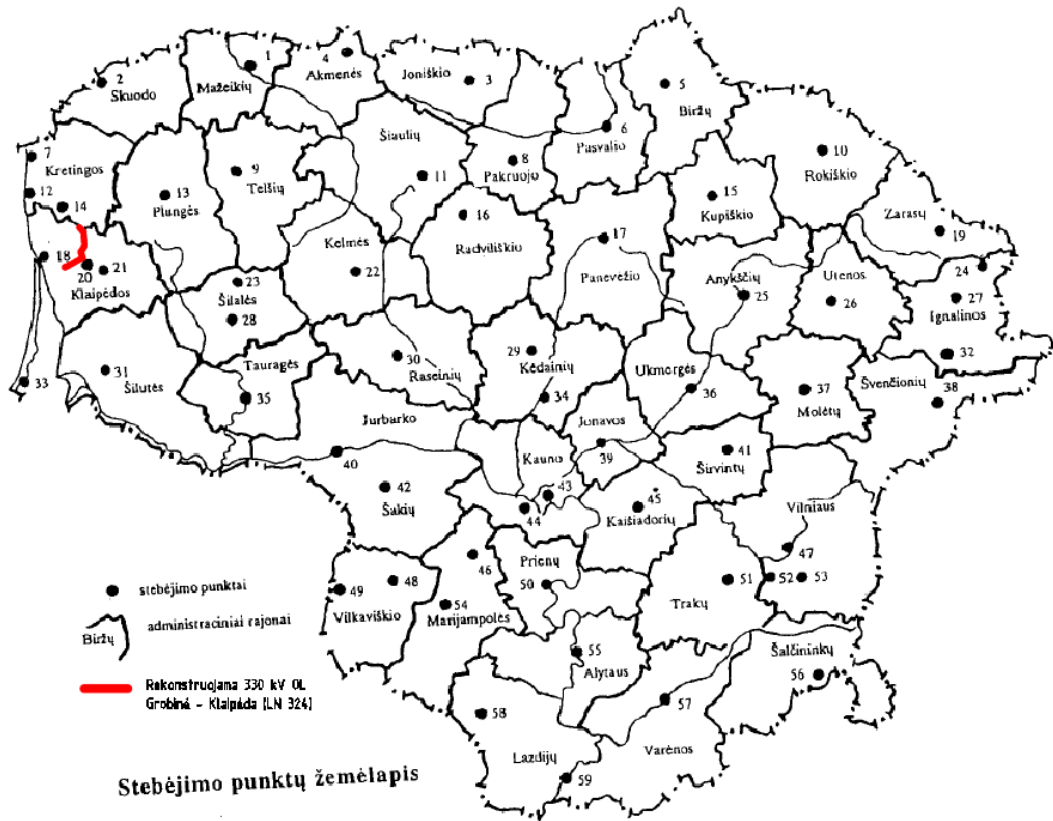 1
2
3
4
5
Skuodo
Mažeikių
Akmenės
Joniškio
Biržų
6
Pusvalio
7
Kretingos
8
Pakruojo
Šiaulių
9
Telšių
10
Rokiškio
11
12
13
Plungės
14
15
Kupiškio
16
Radviliškio
17
Panevėžio
18
Zarasų
19
20
21
Klaipėdos
Kelmės
22
23
Šilalės
28
Anykščių
25
Utenos
26
24
27
Ignalinos
29
Kėdainių
30
Raseinių
31
Šilutės
32
33
34
Tauragės
35
Ukmergės
36
37
Molėtų
Švenčionių
38
Jurbarko
Jonavos
39
40
Kauno
41
Širvintų
42
Šakių
43
44
45
Kaišiadorių
Vilniaus
47
46
Prienų
50
48
49
Vilkaviškio
51
52
53
Trakų
54
Marijampolės
55
Alytaus
Šalčininkų
56
57
Varėnos
58
Lazdijų
59
stebėjimo punktai
Biržų
administraciniai rajonai
Rekonstruojama 330 kV OL
Grobinė - Klaipėda (LN 324)
Stebėjimo punktų žemėlapis